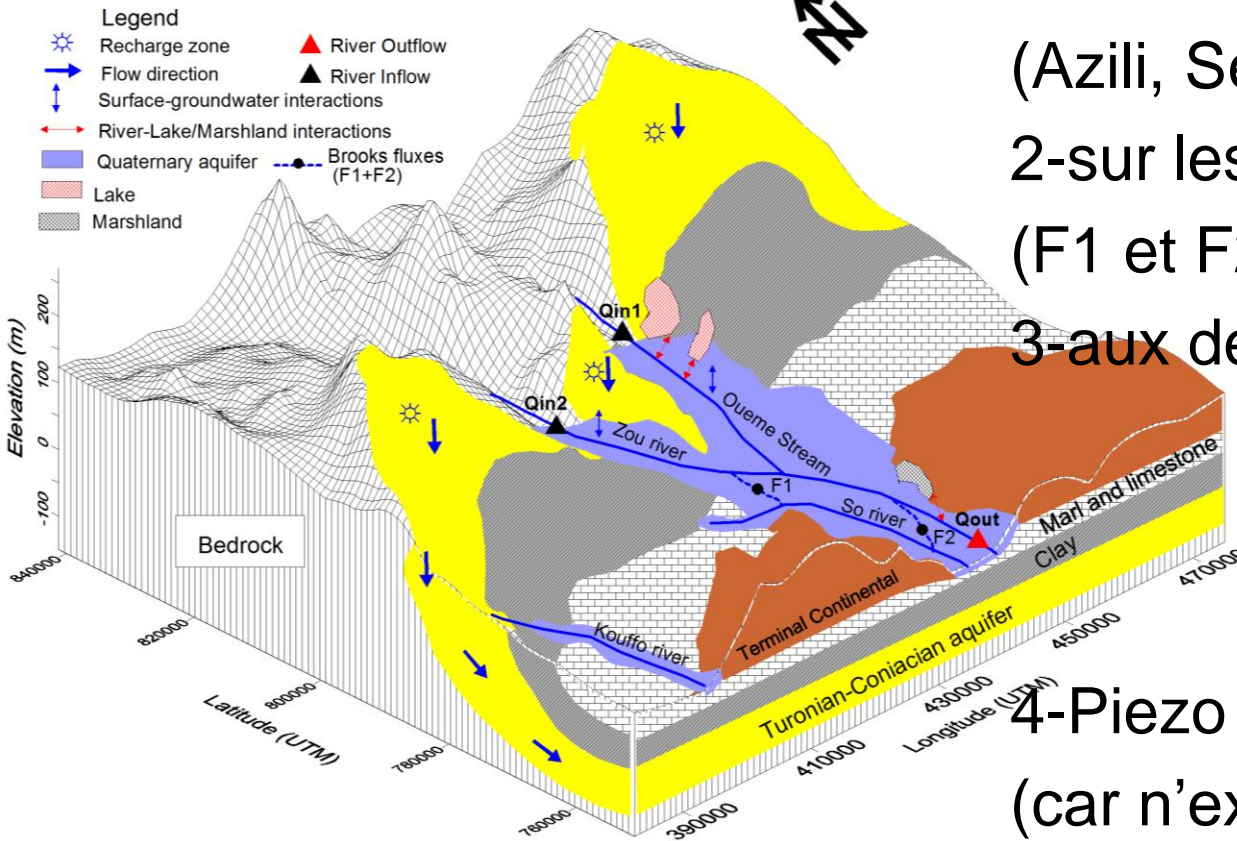 Legend
Recharge zone
River Outflow
Flow direction
River Inflow
Surface-groundwater interactions
River-Lake/Marshland interactions
Quaternary aquifer
Brooks fluxes
(F1+F2)
Lake
Marshland
N
(Azili, Se
2-sur les
(F1 et F2
3-aux de
4-Piezo
(car n'ex
Elevation (m)
200
100
0
-100
Qin1
Qin2
Oueme Stream
Zou river
F1
So river
F2
Qout
Bedrock
Kouffo river
Terminal Continental
Marl and limestone
Clay
Turonian-Coniacian aquifer
840000
820000
800000
780000
760000
Latitude (UTM)
390000
410000
430000
450000
470000
Longitude (UTM)